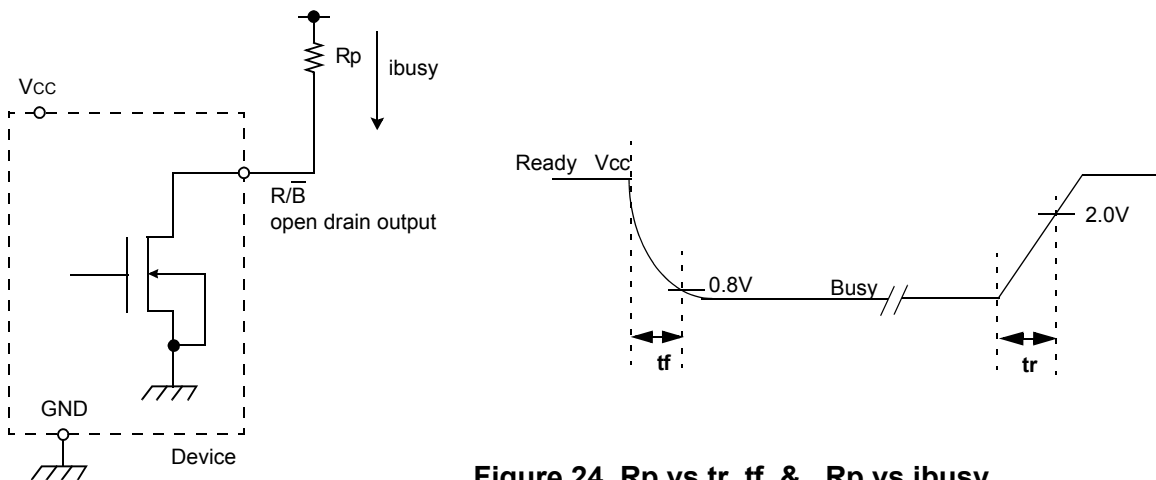 Rp
ibusy
VCC
R/B̅
open drain output
GND
Device
Ready Vcc
2.0V
0.8V
Busy
tf
tr
Figure 24 Rp vs tr tf & Rp vs ibusy